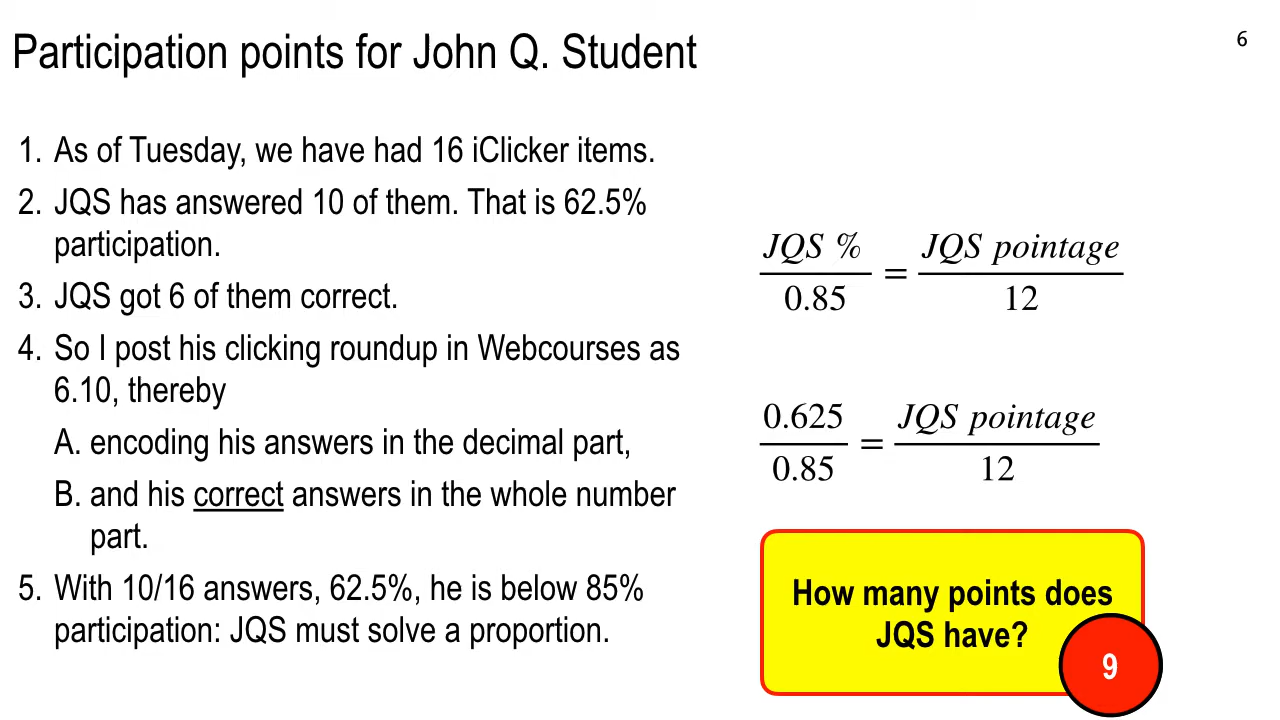 Participation points for John Q. Student
6
1. As of Tuesday, we have had 16 iClicker items.
2. JQS has answered 10 of them. That is 62.5%
participation.
3. JQS got 6 of them correct.
4. So I post his clicking roundup in Webcourses as
6.10, thereby
A. encoding his answers in the decimal part,
B. and his correct answers in the whole number
part.
5. With 10/16 answers, 62.5%, he is below 85%
participation: JQS must solve a proportion.
JQS % / 0.85 = JQS pointage / 12
0.625 / 0.85 = JQS pointage / 12
How many points does
JQS have?
9